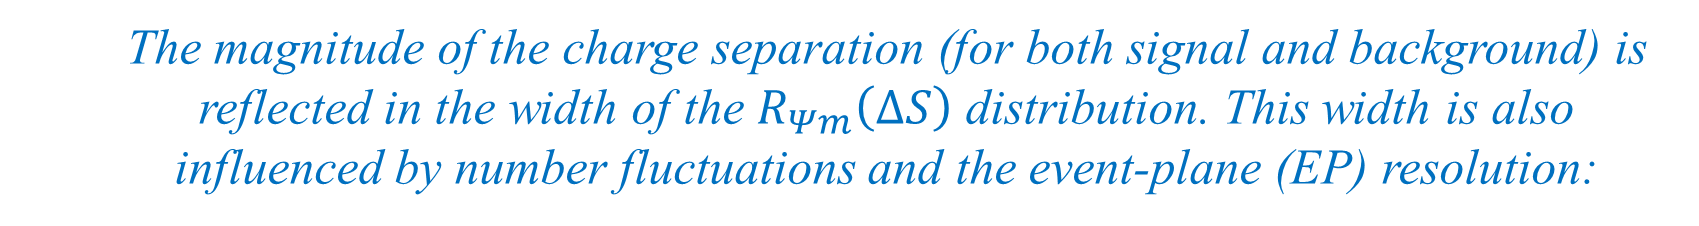 The magnitude of the charge separation (for both signal and background) is
reflected in the width of the R_{Ψ_m}(ΔS) distribution. This width is also
influenced by number fluctuations and the event-plane (EP) resolution: